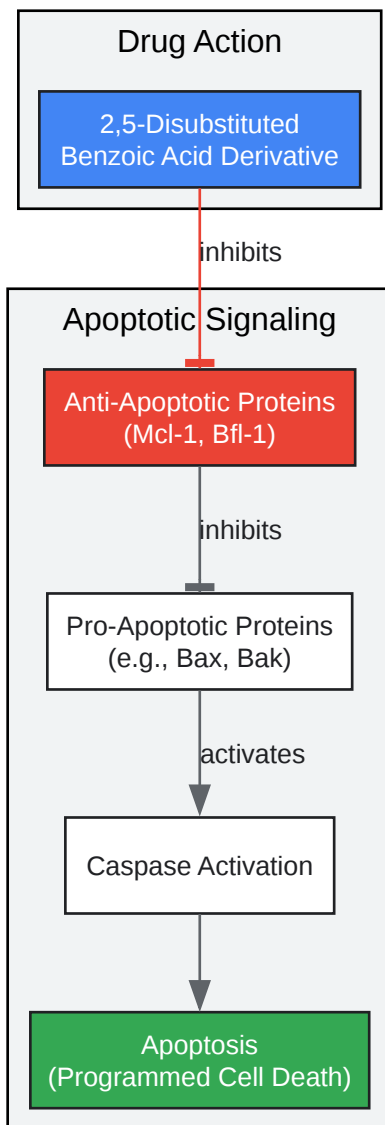 Drug Action
2,5-Disubstituted
Benzoic Acid Derivative
inhibits
Apoptotic Signaling
Anti-Apoptotic Proteins
(Mcl-1, Bfl-1)
inhibits
Pro-Apoptotic Proteins
(e.g., Bax, Bak)
activates
Caspase Activation
Apoptosis
(Programmed Cell Death)